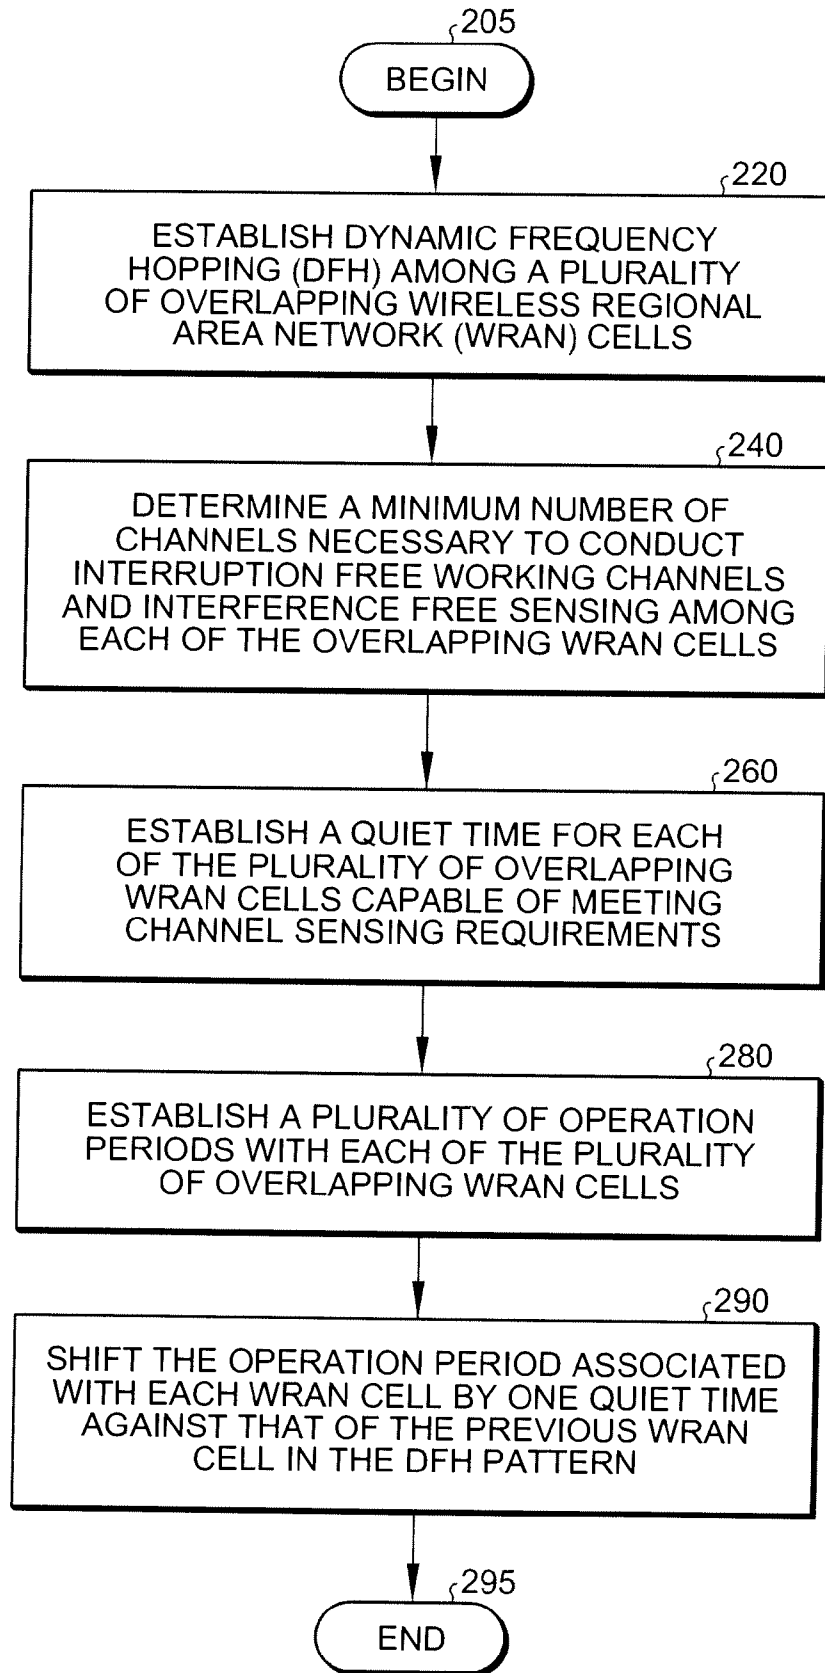 205
BEGIN
220
ESTABLISH DYNAMIC FREQUENCY
HOPPING (DFH) AMONG A PLURALITY
OF OVERLAPPING WIRELESS REGIONAL
AREA NETWORK (WRAN) CELLS
240
DETERMINE A MINIMUM NUMBER OF
CHANNELS NECESSARY TO CONDUCT
INTERRUPTION FREE WORKING CHANNELS
AND INTERFERENCE FREE SENSING AMONG
EACH OF THE OVERLAPPING WRAN CELLS
260
ESTABLISH A QUIET TIME FOR EACH
OF THE PLURALITY OF OVERLAPPING
WRAN CELLS CAPABLE OF MEETING
CHANNEL SENSING REQUIREMENTS
280
ESTABLISH A PLURALITY OF OPERATION
PERIODS WITH EACH OF THE PLURALITY
OF OVERLAPPING WRAN CELLS
290
SHIFT THE OPERATION PERIOD ASSOCIATED
WITH EACH WRAN CELL BY ONE QUIET TIME
AGAINST THAT OF THE PREVIOUS WRAN
CELL IN THE DFH PATTERN
295
END